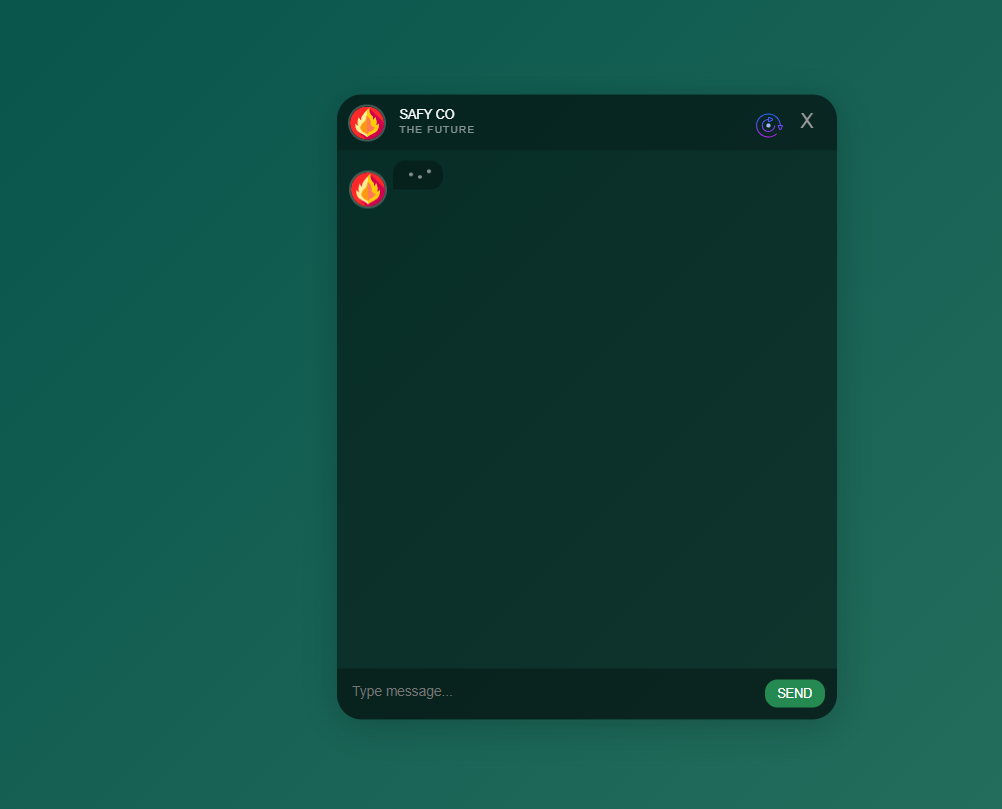 SAFY CO
THE FUTURE
X
Type message...
SEND